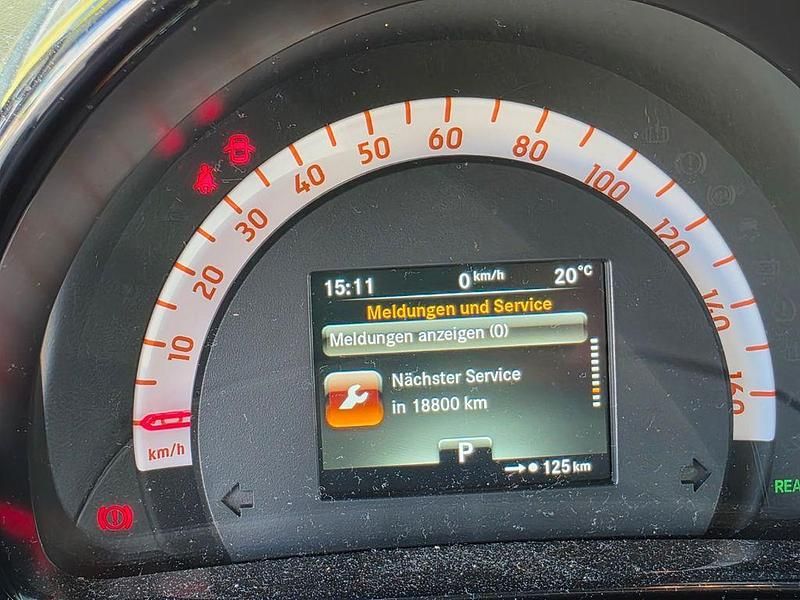 10
20
30
40
50
60
80
100
120
140
160
km/h
15:11 0 km/h 20°C
Meldungen und Service
Meldungen anzeigen (0)
Nächster Service
in 18800 km
P
125 km
REA